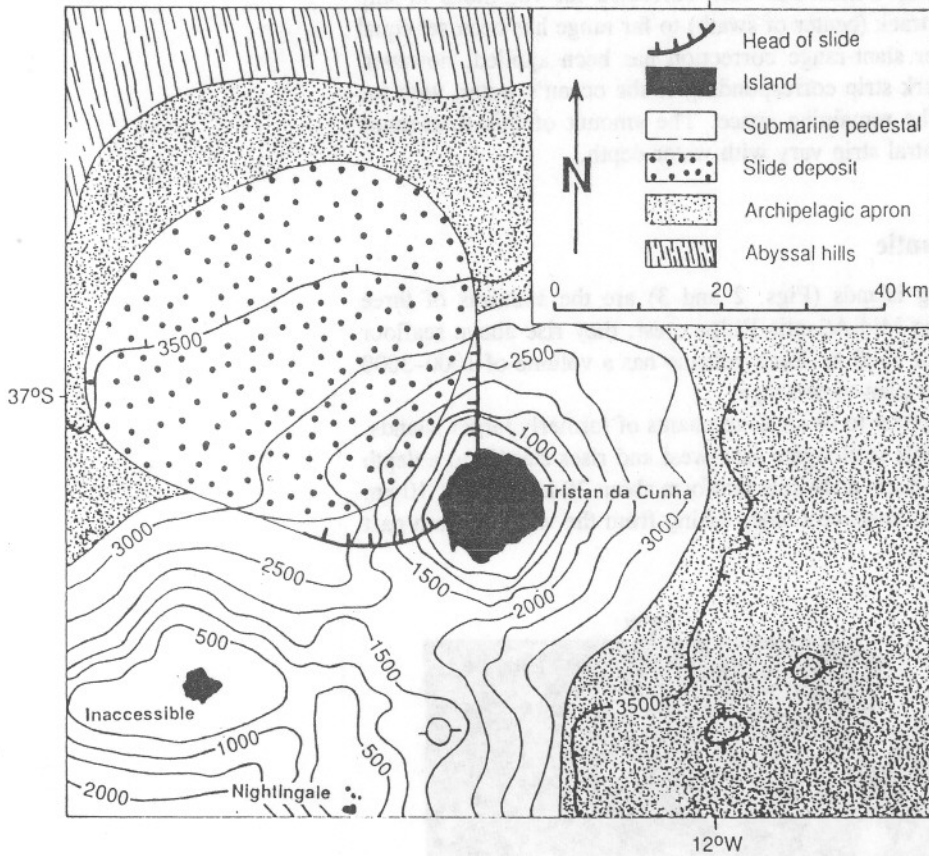 Head of slide
Island
Submarine pedestal
Slide deposit
Archipelagic apron
Abyssal hills
N
0 20 40 km
3500
2500
37°S
1000
Tristan da Cunha
3000
3000
2500
1500
2000
500
1500
Inaccessible
3500
1000
500
2000
Nightingale
12°W